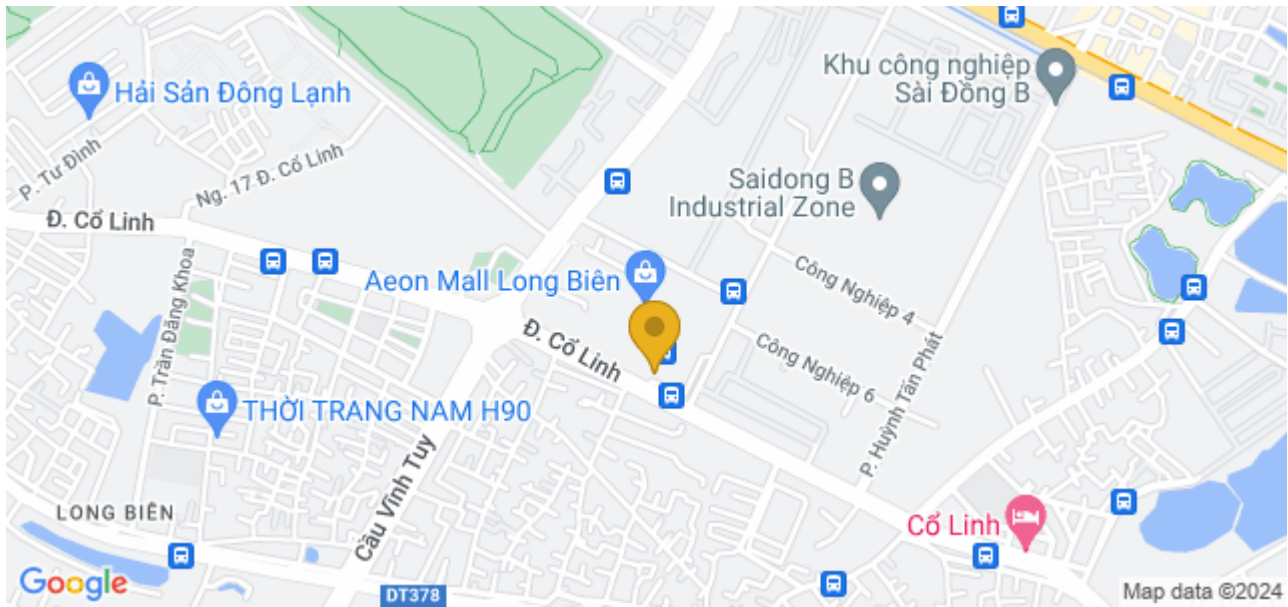 Khu công nghiệp
Sài Đồng B
Hải Sản Đông Lạnh
P. Tư Đình
Ng. 17 Đ. Cổ Linh
Saidong B
Industrial Zone
Đ. Cổ Linh
Aeon Mall Long Biên
Công Nghiệp 4
P. Trần Đăng Khoa
Đ. Cổ Linh
Công Nghiệp 6
P. Huỳnh Tấn Phát
THỜI TRANG NAM H90
Cầu Vĩnh Tuy
LONG BIÊN
Cổ Linh
Google
DT378
Map data ©2024